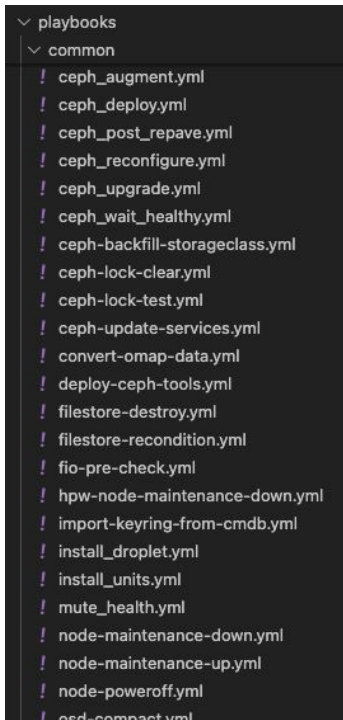 playbooks
common
ceph_augment.yml
ceph_deploy.yml
ceph_post_repave.yml
ceph_reconfigure.yml
ceph_upgrade.yml
ceph_wait_healthy.yml
ceph-backfill-storageclass.yml
ceph-lock-clear.yml
ceph-lock-test.yml
ceph-update-services.yml
convert-omap-data.yml
deploy-ceph-tools.yml
filestore-destroy.yml
filestore-recondition.yml
fio-pre-check.yml
hpw-node-maintenance-down.yml
import-keyring-from-cmdb.yml
install_droplet.yml
install_units.yml
mute_health.yml
node-maintenance-down.yml
node-maintenance-up.yml
node-poweroff.yml
osd-compact.yml